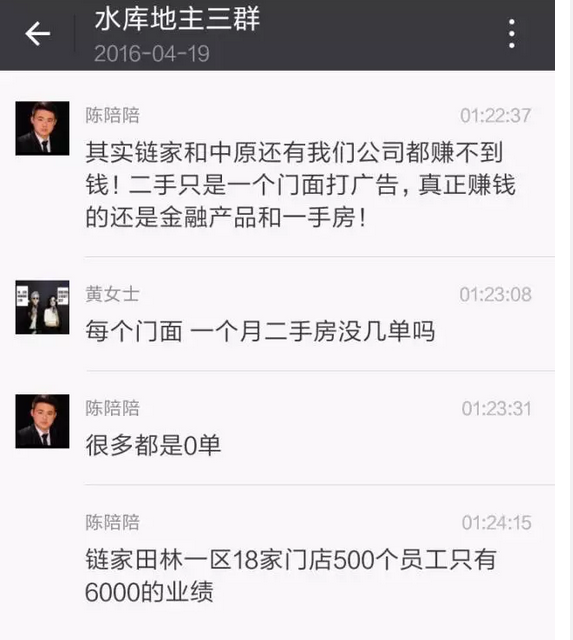 水库地主三群
2016-04-19
陈陪陪 01:22:37
其实链家和中原还有我们公司都赚不到
钱！二手只是一个门面打广告，真正赚钱
的还是金融产品和一手房！
黄女士 01:23:08
每个门面 一个月二手房没几单吗
陈陪陪 01:23:31
很多都是0单
陈陪陪 01:24:15
链家田林一区18家门店500个员工只有
6000的业绩